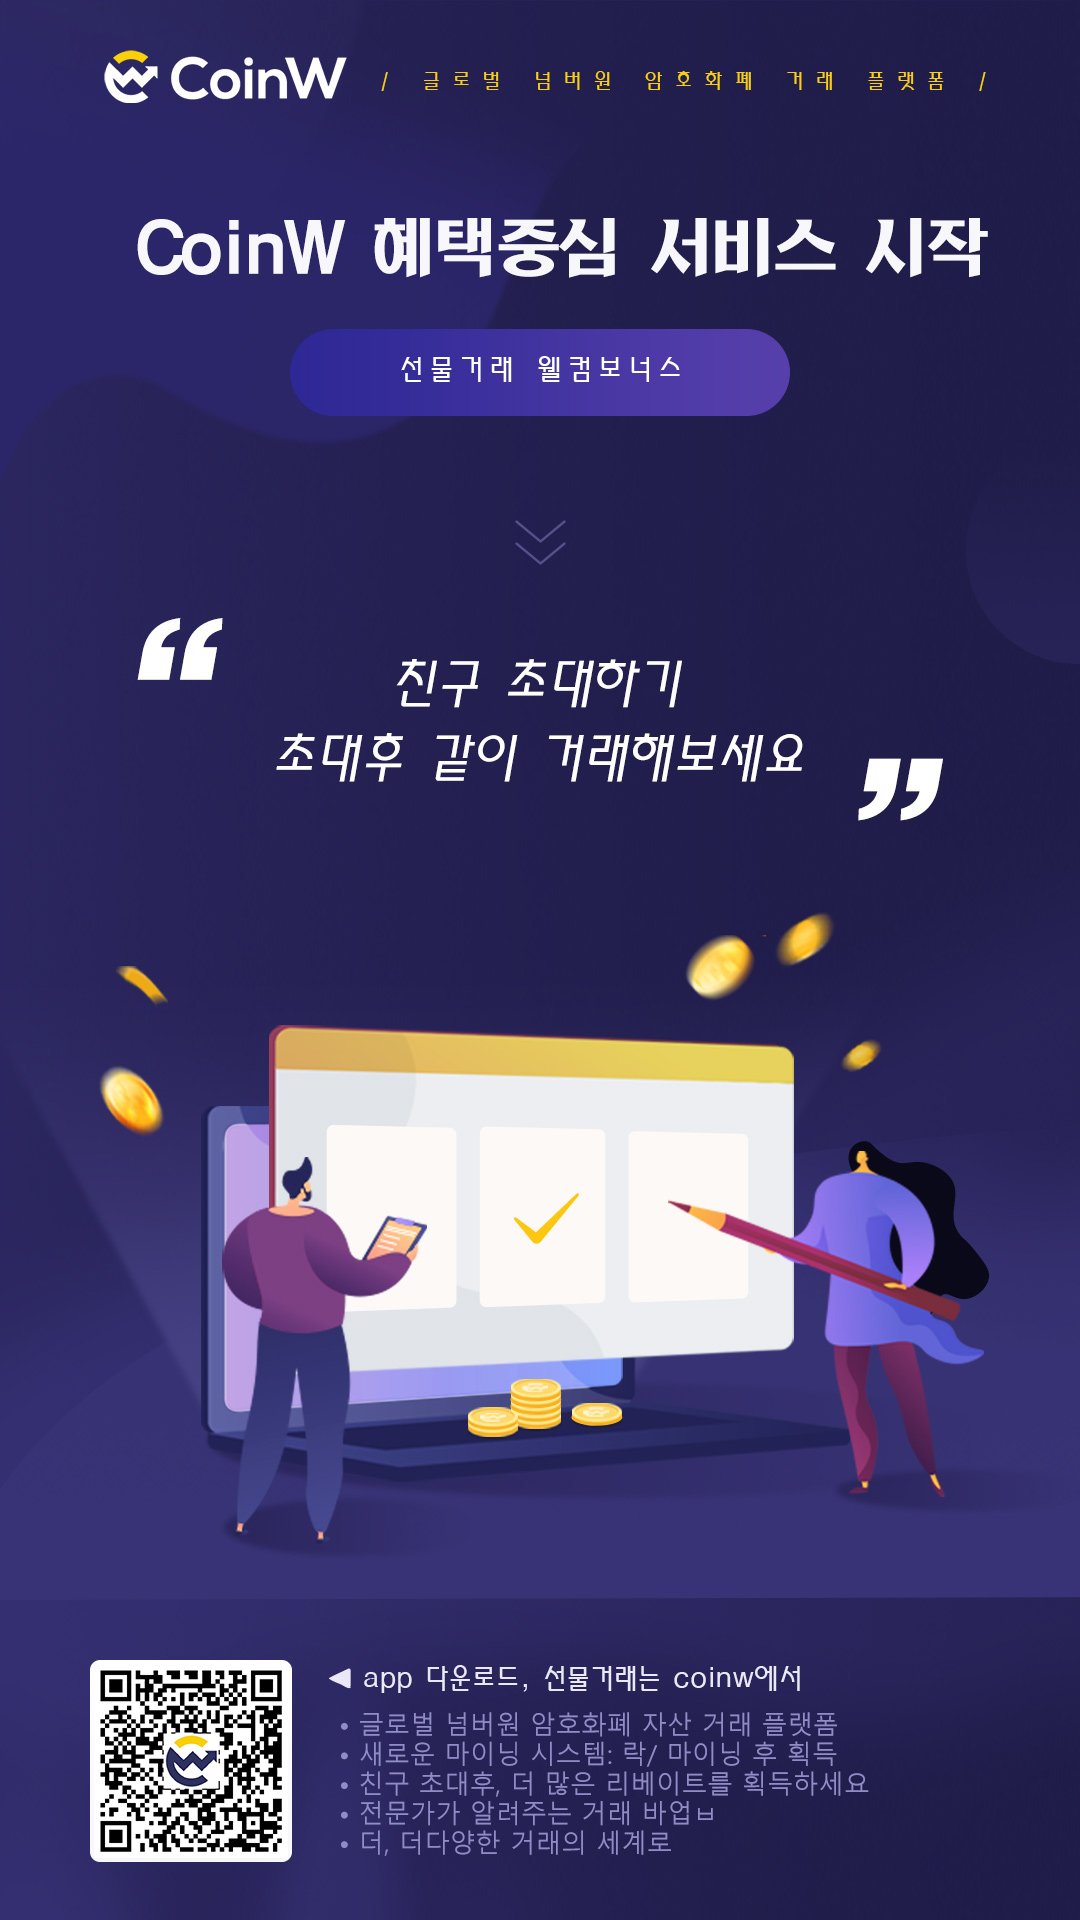 CoinW / 글로벌 넘버원 암호화폐 거래 플랫폼 /
CoinW 혜택중심 서비스 시작
선물거래 웰컴보너스
“ 친구 초대하기
초대후 같이 거래해보세요 ”
◀ app 다운로드, 선물거래는 coinw에서
• 글로벌 넘버원 암호화폐 자산 거래 플랫폼
• 새로운 마이닝 시스템: 락/ 마이닝 후 획득
• 친구 초대후, 더 많은 리베이트를 획득하세요
• 전문가가 알려주는 거래 바업ㅂ
• 더, 더다양한 거래의 세계로